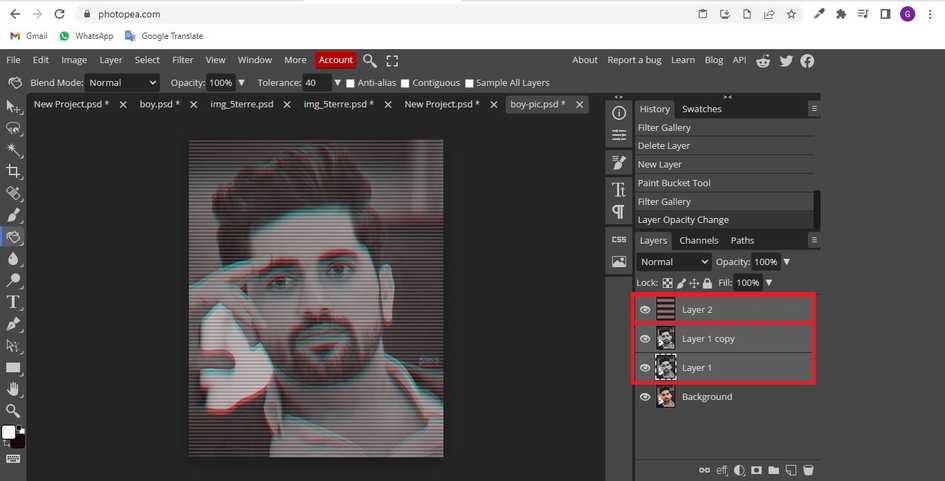 photopea.com
G
Gmail WhatsApp Google Translate
File Edit Image Layer Select Filter View Window More Account About Report a bug Learn Blog API
Blend Mode: Normal Opacity: 100% Tolerance: 40 Anti-alias Contiguous Sample All Layers
New Project.psd * boy.psd * img_5terre.psd img_5terre.psd * New Project.psd * boy-pic.psd *
History Swatches
Filter Gallery
Delete Layer
New Layer
Paint Bucket Tool
Filter Gallery
Layer Opacity Change
CSS
Layers Channels Paths
Normal Opacity: 100%
Lock: Fill: 100%
Layer 2
Layer 1 copy
Layer 1
Background
eff